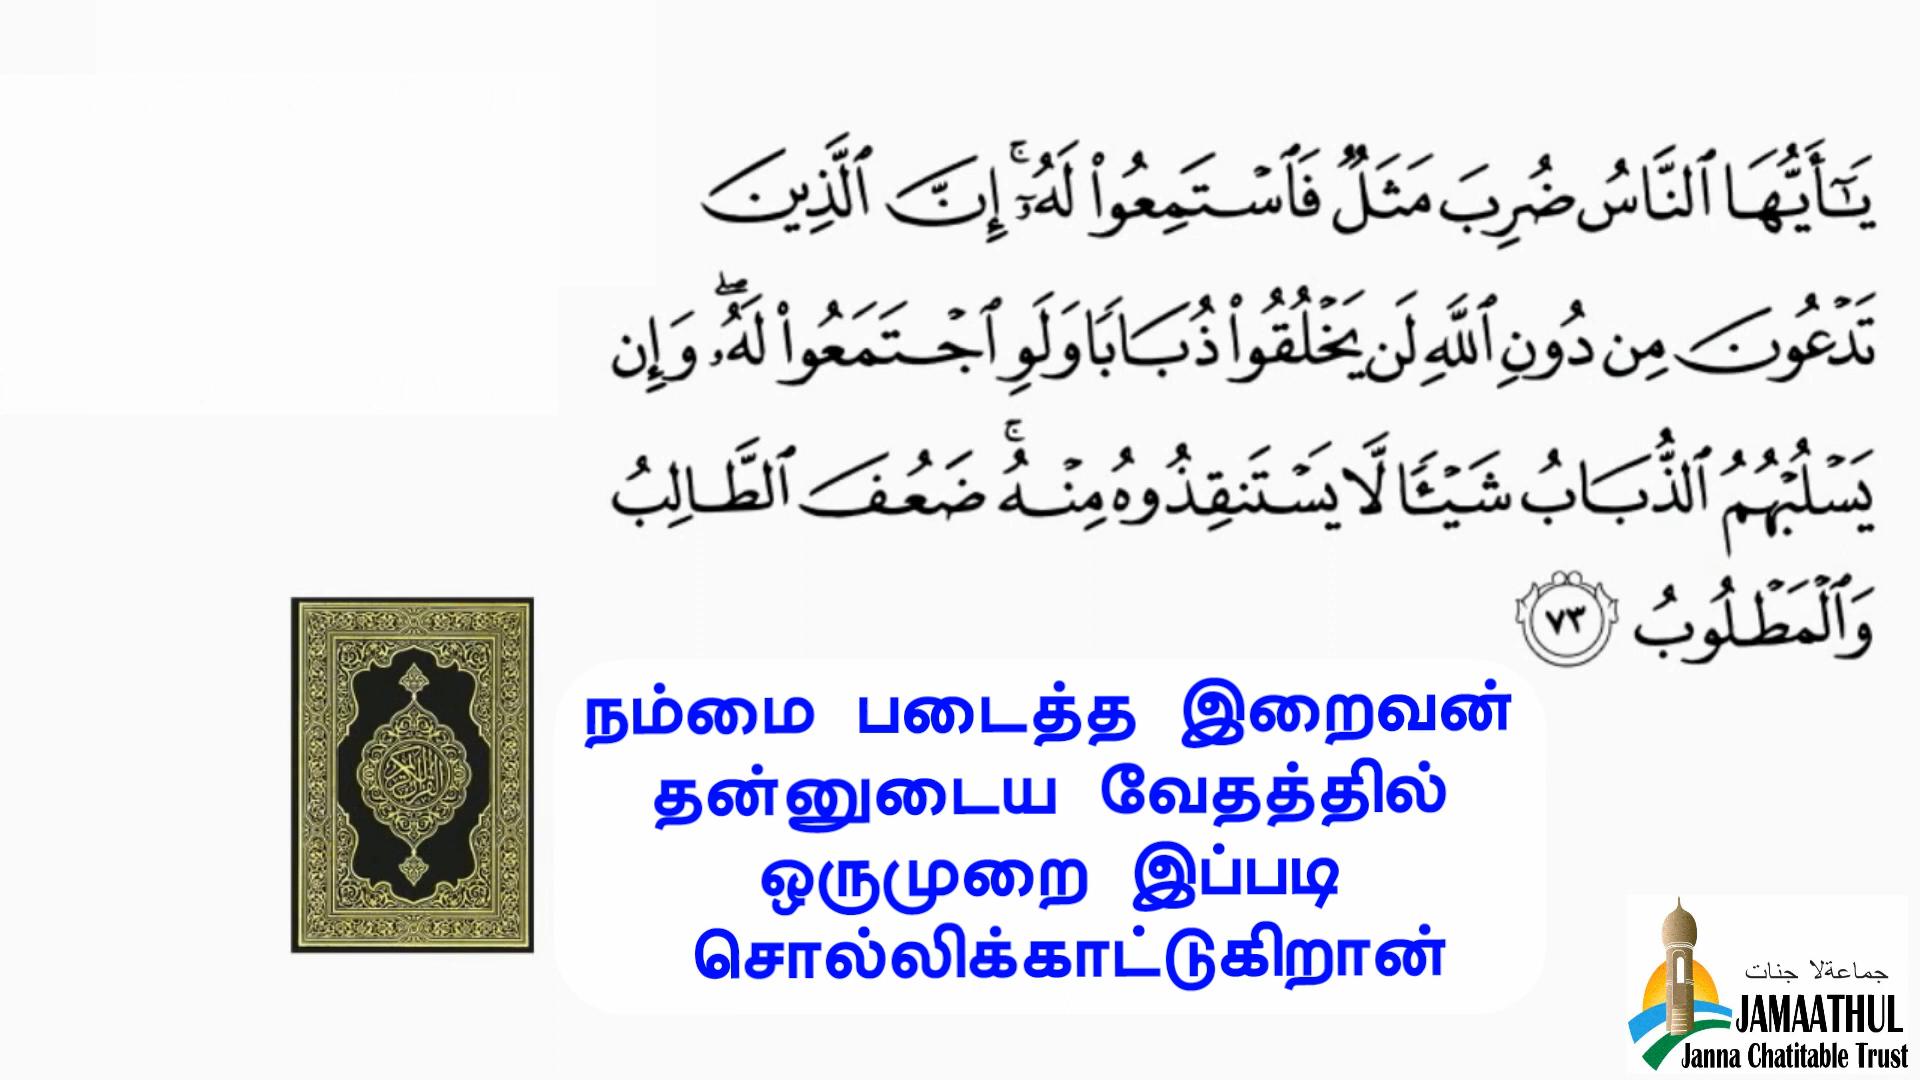 يَـٰٓأَيُّهَا ٱلنَّاسُ ضُرِبَ مَثَلٌ فَٱسْتَمِعُوا۟ لَهُۥٓ ۚ إِنَّ ٱلَّذِينَ
تَدْعُونَ مِن دُونِ ٱللَّهِ لَن يَخْلُقُوا۟ ذُبَابًا وَلَوِ ٱجْتَمَعُوا۟ لَهُۥ ۖ وَإِن
يَسْلُبْهُمُ ٱلذُّبَابُ شَيْـًٔا لَّا يَسْتَنقِذُوهُ مِنْهُ ۚ ضَعُفَ ٱلطَّالِبُ
وَٱلْمَطْلُوبُ ٧٣
நம்மை படைத்த இறைவன்
தன்னுடைய வேதத்தில்
ஒருமுறை இப்படி
சொல்லிக்காட்டுகிறான்
جماعةلا جنات
JAMAATHUL
Janna Chatitable Trust